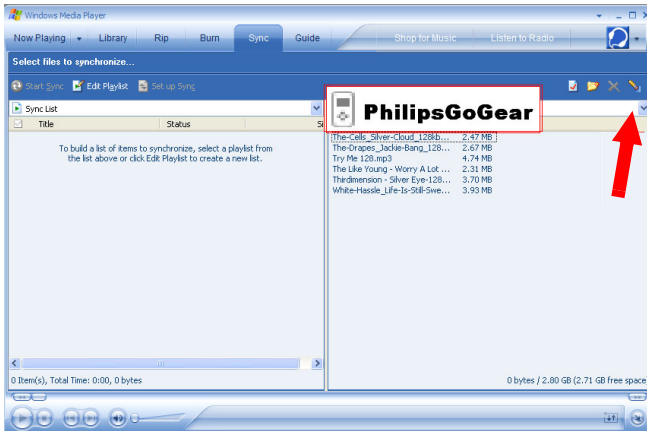 Windows Media Player
Now Playing Library Rip Burn Sync Guide Shop for Music Listen to Radio
Select files to synchronize...
Start Sync Edit Playlist Set up Sync
Sync List
PhilipsGoGear
Title Status Si
To build a list of items to synchronize, select a playlist from
the list above or click Edit Playlist to create a new list.
The-Cells_Silver-Cloud_128kb... 2.47 MB
The-Drapes_Jackie-Bang_128... 2.67 MB
Try Me 128.mp3 4.74 MB
The Like Young - Worry A Lot ... 2.31 MB
Thirdimension - Silver Eye-128... 3.70 MB
White-Hassle_Life-Is-Still-Swe... 3.93 MB
0 Item(s), Total Time: 0:00, 0 bytes
0 bytes / 2.80 GB (2.71 GB free space